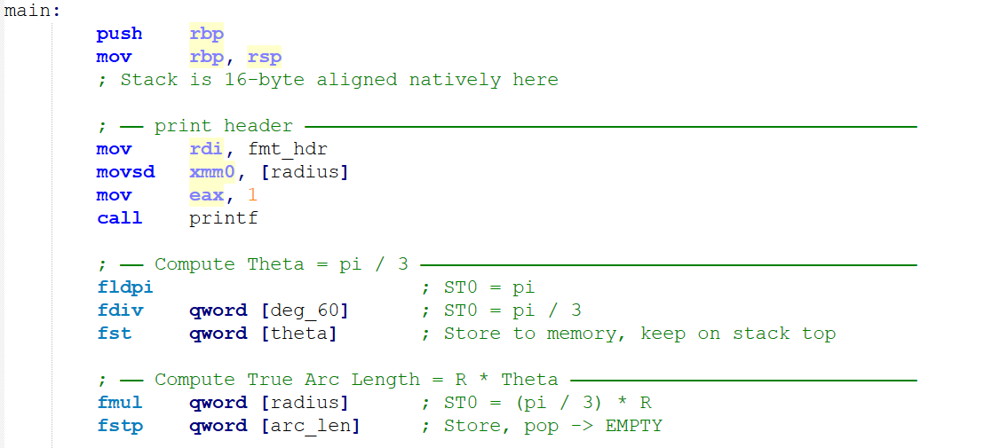 main:
push rbp
mov rbp, rsp
; Stack is 16-byte aligned natively here
; —— print header ——————————————————————————————
mov rdi, fmt_hdr
movsd xmm0, [radius]
mov eax, 1
call printf
; —— Compute Theta = pi / 3 ——————————————————————————————
fldpi ; ST0 = pi
fdiv qword [deg_60] ; ST0 = pi / 3
fst qword [theta] ; Store to memory, keep on stack top
; —— Compute True Arc Length = R * Theta ——————————————————————————————
fmul qword [radius] ; ST0 = (pi / 3) * R
fstp qword [arc_len] ; Store, pop -> EMPTY